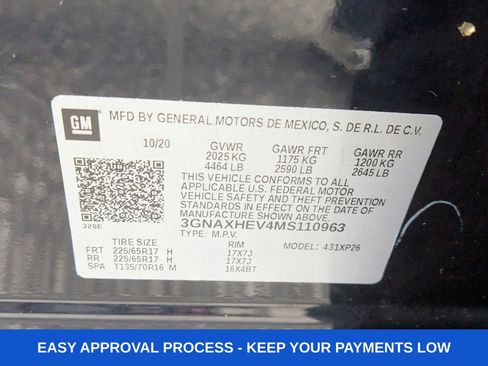 GM
MFD BY GENERAL MOTORS DE MEXICO, S. DE R.L. DE C.V.
10/20 GVWR GAWR FRT GAWR RR
2025 KG 1175 KG 1200 KG
4464 LB 2590 LB 2645 LB
THIS VEHICLE CONFORMS TO ALL
APPLICABLE U.S. FEDERAL MOTOR
VEHICLE SAFETY AND THEFT
PREVENTION STANDARDS IN EFFECT
ON THE DATE OF
MANUFACTURE SHOWN ABOVE.
328E
3GNAXHEV4MS110963
TYPE: M.P.V.
TIRE SIZE RIM MODEL: 431XP26
FRT 225/65R17 H 17X7J
RR 225/65R17 H 17X7J
SPA T135/70R16 M 16X4BT
EASY APPROVAL PROCESS - KEEP YOUR PAYMENTS LOW